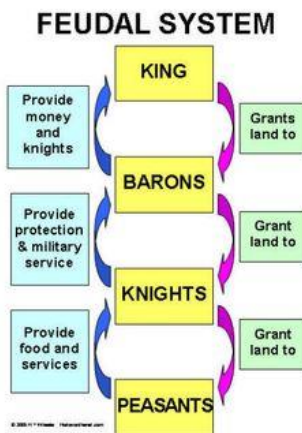 FEUDAL SYSTEM
KING
Provide
money
and
knights
Grants
land to
BARONS
Provide
protection
& military
service
Grant
land to
KNIGHTS
Provide
food and
services
Grant
land to
PEASANTS